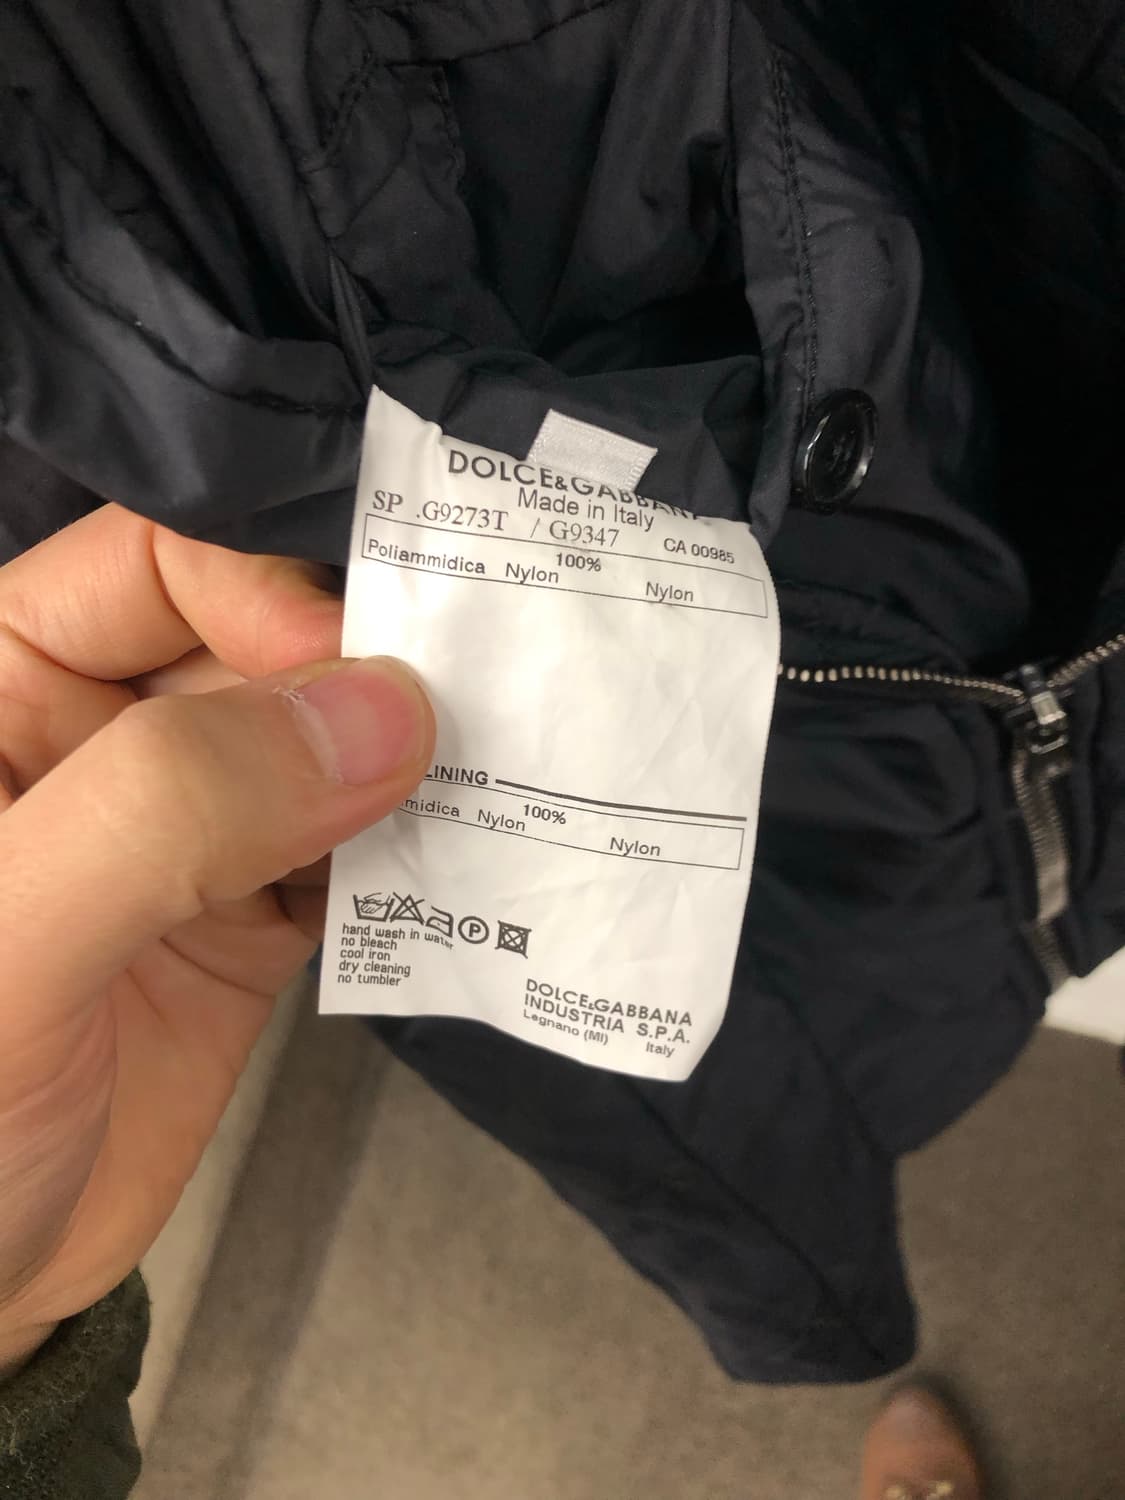 DOLCE&GABBANA
Made in Italy
SP .G9273T / G9347 CA 00985
Poliammidica Nylon 100% Nylon
LINING
midica Nylon 100% Nylon
P
hand wash in water
no bleach
cool iron
dry cleaning
no tumbler
DOLCE&GABBANA
INDUSTRIA S.P.A.
Legnano (MI) Italy